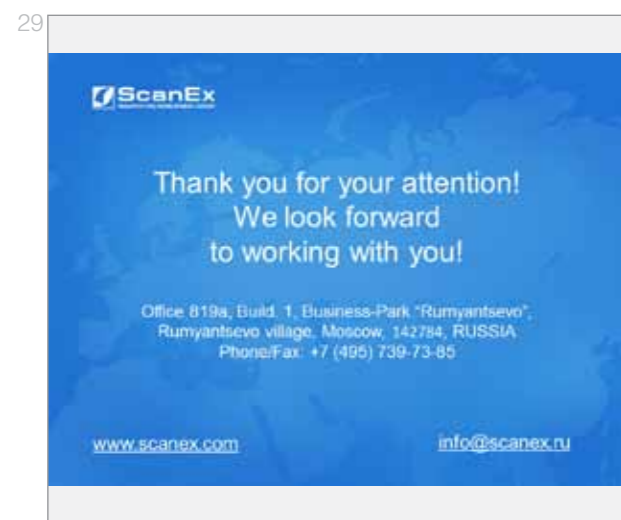 29
ScanEx
Thank you for your attention!
We look forward
to working with you!
Office 819a, Build. 1, Business-Park "Rumyantsevo",
Rumyantsevo village, Moscow, 142784, RUSSIA
Phone/Fax: +7 (495) 739-73-85
www.scanex.com
info@scanex.ru